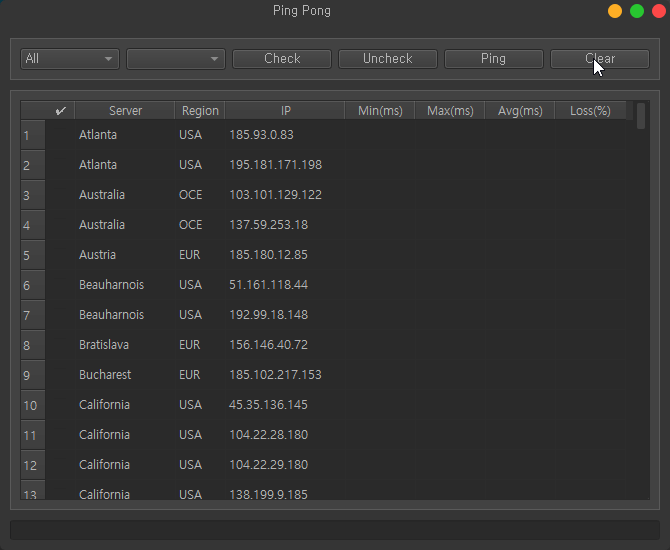 Ping Pong
All Check Uncheck Ping Clear
✔ Server Region IP Min(ms) Max(ms) Avg(ms) Loss(%)
1 Atlanta USA 185.93.0.83
2 Atlanta USA 195.181.171.198
3 Australia OCE 103.101.129.122
4 Australia OCE 137.59.253.18
5 Austria EUR 185.180.12.85
6 Beauharnois USA 51.161.118.44
7 Beauharnois USA 192.99.18.148
8 Bratislava EUR 156.146.40.72
9 Bucharest EUR 185.102.217.153
10 California USA 45.35.136.145
11 California USA 104.22.28.180
12 California USA 104.22.29.180
13 California USA 138.199.9.185